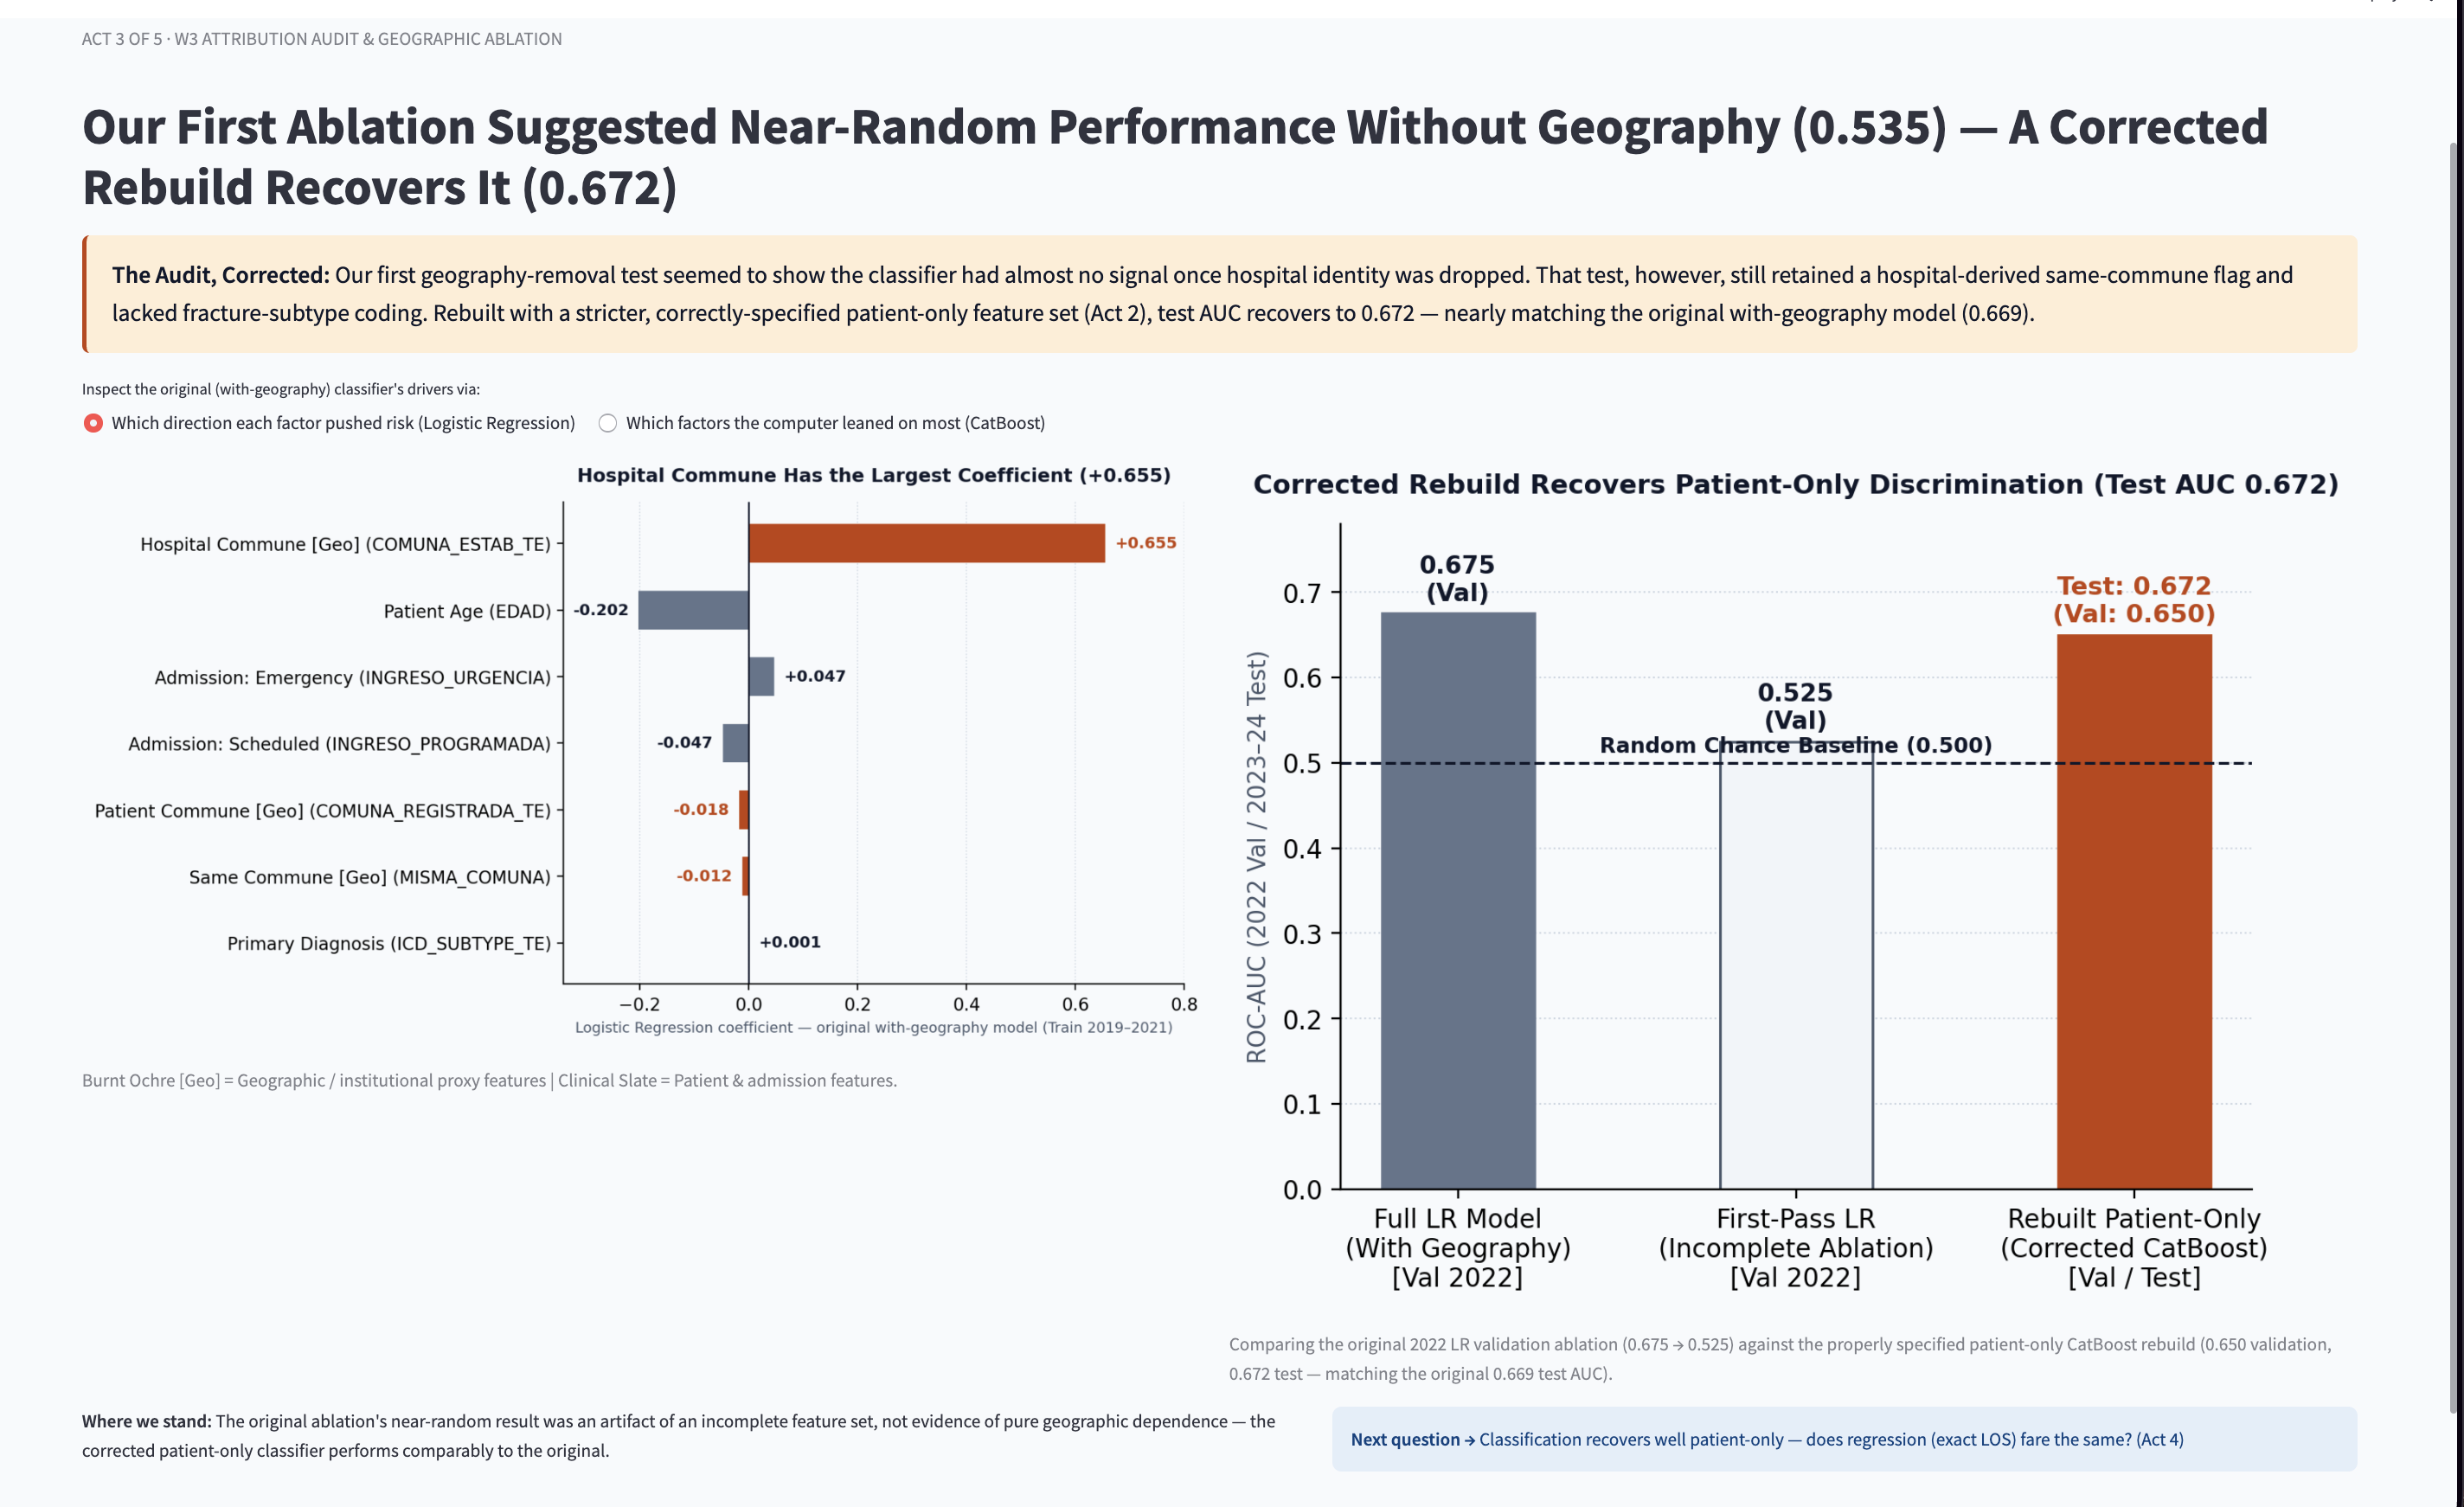 ACT 3 OF 5 · W3 ATTRIBUTION AUDIT & GEOGRAPHIC ABLATION
Our First Ablation Suggested Near-Random Performance Without Geography (0.535) — A Corrected
Rebuild Recovers It (0.672)
The Audit, Corrected: Our first geography-removal test seemed to show the classifier had almost no signal once hospital identity was dropped. That test, however, still retained a hospital-derived same-commune flag and
lacked fracture-subtype coding. Rebuilt with a stricter, correctly-specified patient-only feature set (Act 2), test AUC recovers to 0.672 — nearly matching the original with-geography model (0.669).
Inspect the original (with-geography) classifier's drivers via:
Which direction each factor pushed risk (Logistic Regression)
Which factors the computer leaned on most (CatBoost)
Hospital Commune Has the Largest Coefficient (+0.655)
Hospital Commune [Geo] (COMUNA_ESTAB_TE)
+0.655
Patient Age (EDAD)
-0.202
Admission: Emergency (INGRESO_URGENCIA)
+0.047
Admission: Scheduled (INGRESO_PROGRAMADA)
-0.047
Patient Commune [Geo] (COMUNA_REGISTRADA_TE)
-0.018
Same Commune [Geo] (MISMA_COMUNA)
-0.012
Primary Diagnosis (ICD_SUBTYPE_TE)
+0.001
−0.2 0.0 0.2 0.4 0.6 0.8
Logistic Regression coefficient — original with-geography model (Train 2019–2021)
Burnt Ochre [Geo] = Geographic / institutional proxy features | Clinical Slate = Patient & admission features.
Corrected Rebuild Recovers Patient-Only Discrimination (Test AUC 0.672)
ROC-AUC (2022 Val / 2023–24 Test)
0.7
0.6
0.5
0.4
0.3
0.2
0.1
0.0
0.675
(Val)
0.525
(Val)
Random Chance Baseline (0.500)
Test: 0.672
(Val: 0.650)
Full LR Model
(With Geography)
[Val 2022]
First-Pass LR
(Incomplete Ablation)
[Val 2022]
Rebuilt Patient-Only
(Corrected CatBoost)
[Val / Test]
Comparing the original 2022 LR validation ablation (0.675 → 0.525) against the properly specified patient-only CatBoost rebuild (0.650 validation,
0.672 test — matching the original 0.669 test AUC).
Where we stand: The original ablation's near-random result was an artifact of an incomplete feature set, not evidence of pure geographic dependence — the
corrected patient-only classifier performs comparably to the original.
Next question → Classification recovers well patient-only — does regression (exact LOS) fare the same? (Act 4)